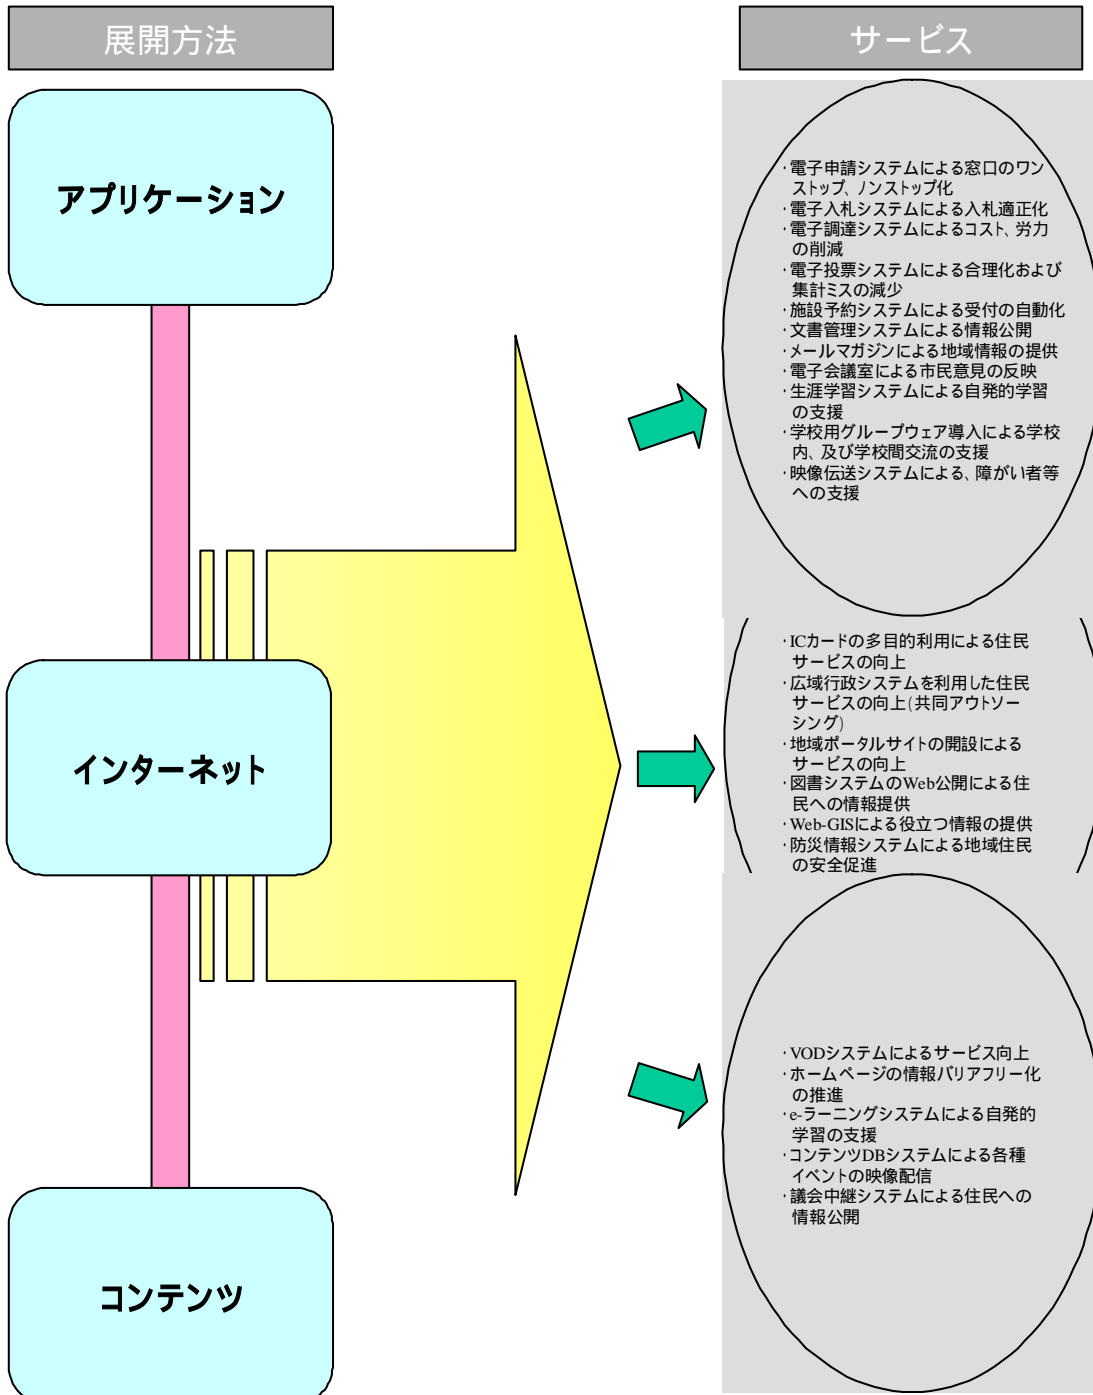 展開方法
サービス
アプリケーション
・電子申請システムによる窓口のワン
ストップ、ノンストップ化
・電子入札システムによる入札適正化
・電子調達システムによるコスト、労力
の削減
・電子投票システムによる合理化および
集計ミスの減少
・施設予約システムによる受付の自動化
・文書管理システムによる情報公開
・メールマガジンによる地域情報の提供
・電子会議室による市民意見の反映
・生涯学習システムによる自発的学習
の支援
・学校用グループウェア導入による学校
内、及び学校間交流の支援
・映像伝送システムによる、障がい者等
への支援
インターネット
・ICカードの多目的利用による住民
サービスの向上
・広域行政システムを利用した住民
サービスの向上(共同アウトソー
シング)
・地域ポータルサイトの開設による
サービスの向上
・図書システムのWeb公開による住
民への情報提供
・Web-GISによる役立つ情報の提供
・防災情報システムによる地域住民
の安全促進
コンテンツ
・VODシステムによるサービス向上
・ホームページの情報バリアフリー化
の推進
・e-ラーニングシステムによる自発的
学習の支援
・コンテンツDBシステムによる各種
イベントの映像配信
・議会中継システムによる住民への
情報公開